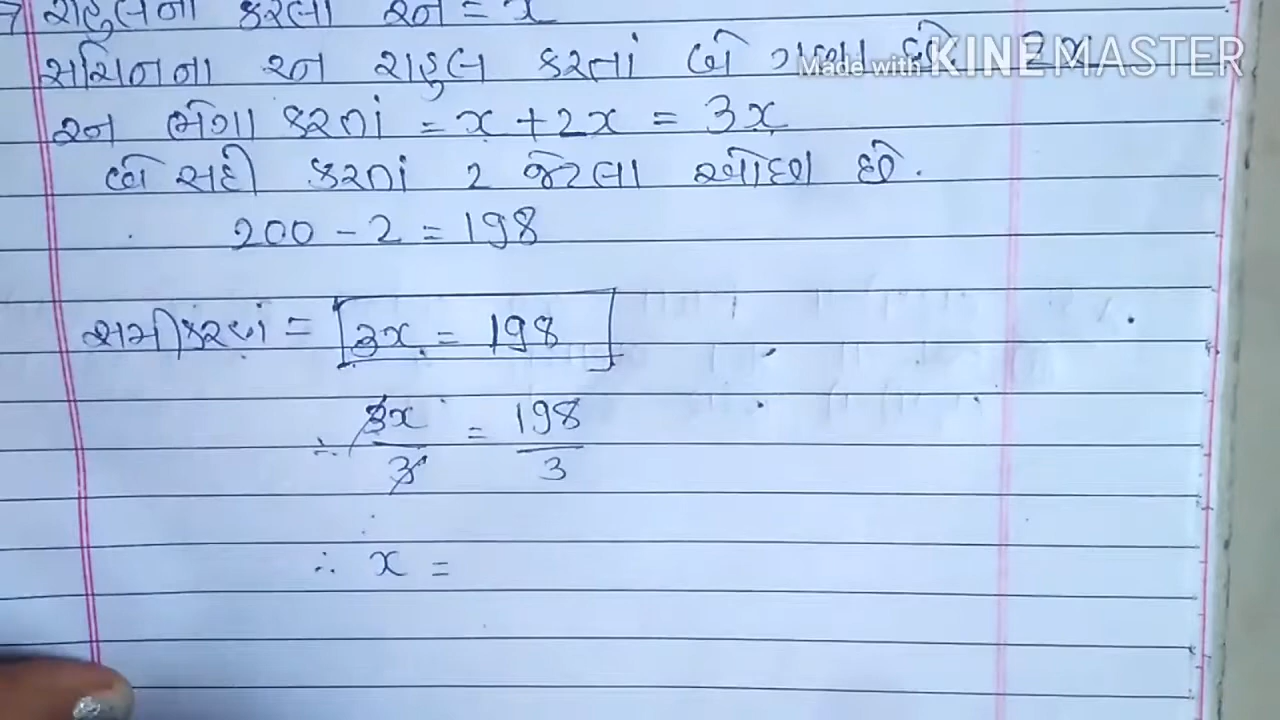 રાહુલના કરેલા રન = x
સચિનના રન રાહુલ કરતાં બે ગણા 2x
Made with KINEMASTER
રન ભેગા કરતાં = x + 2x = 3x
બે સદી કરતાં 2 જેટલા ઓછા છે.
200 - 2 = 198
સમીકરણ = 3x = 198
∴ 3x/3 = 198/3
∴ x =